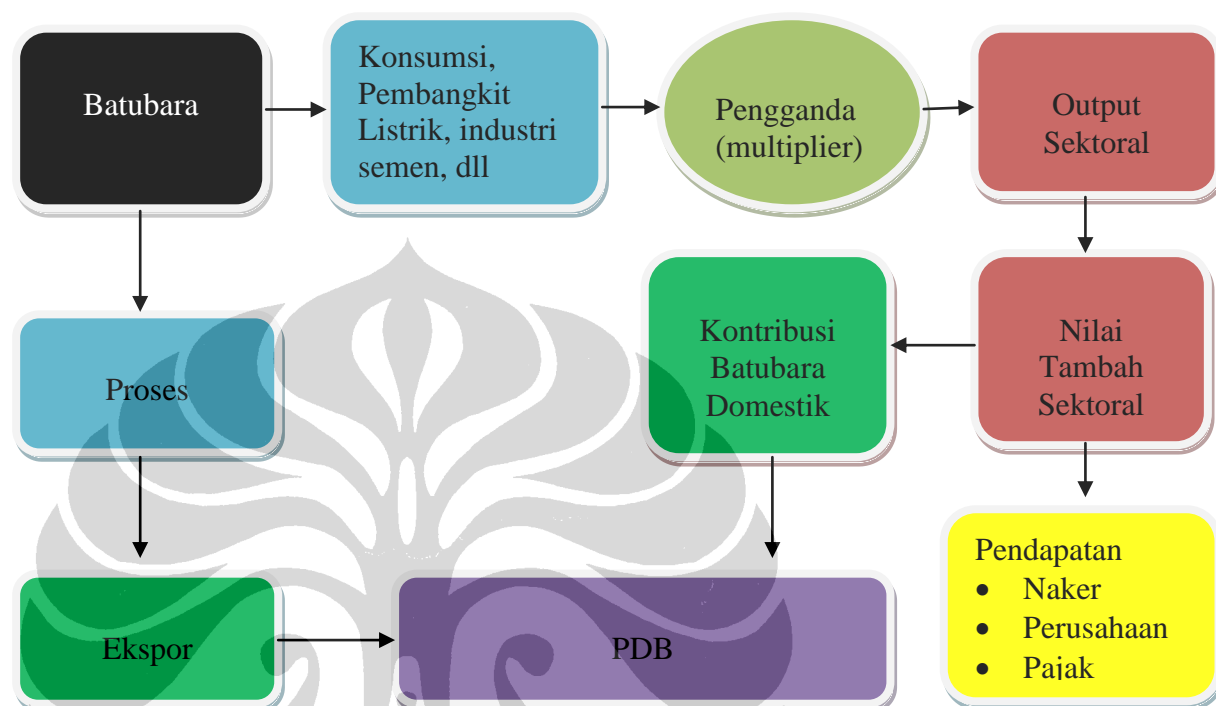 Batubara
Konsumsi,
Pembangkit
Listrik, industri
semen, dll
Pengganda
(multiplier)
Output
Sektoral
Proses
Kontribusi
Batubara
Domestik
Nilai
Tambah
Sektoral
Ekspor
PDB
Pendapatan
• Naker
• Perusahaan
• Pajak